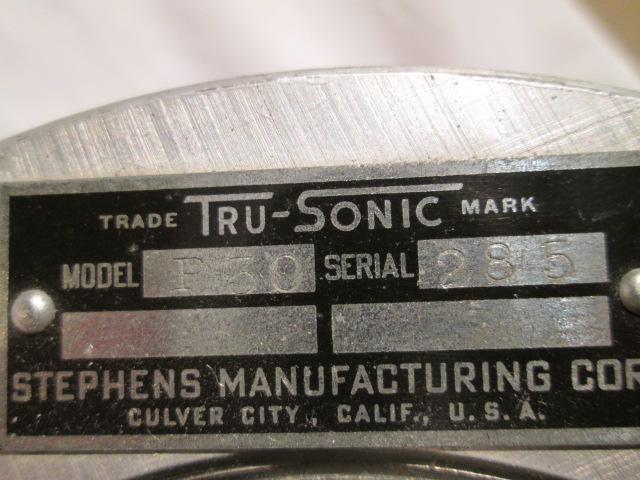 TRADE TRU-SONIC MARK
MODEL P30 SERIAL 285
STEPHENS MANUFACTURING COR
CULVER CITY, CALIF., U.S.A.